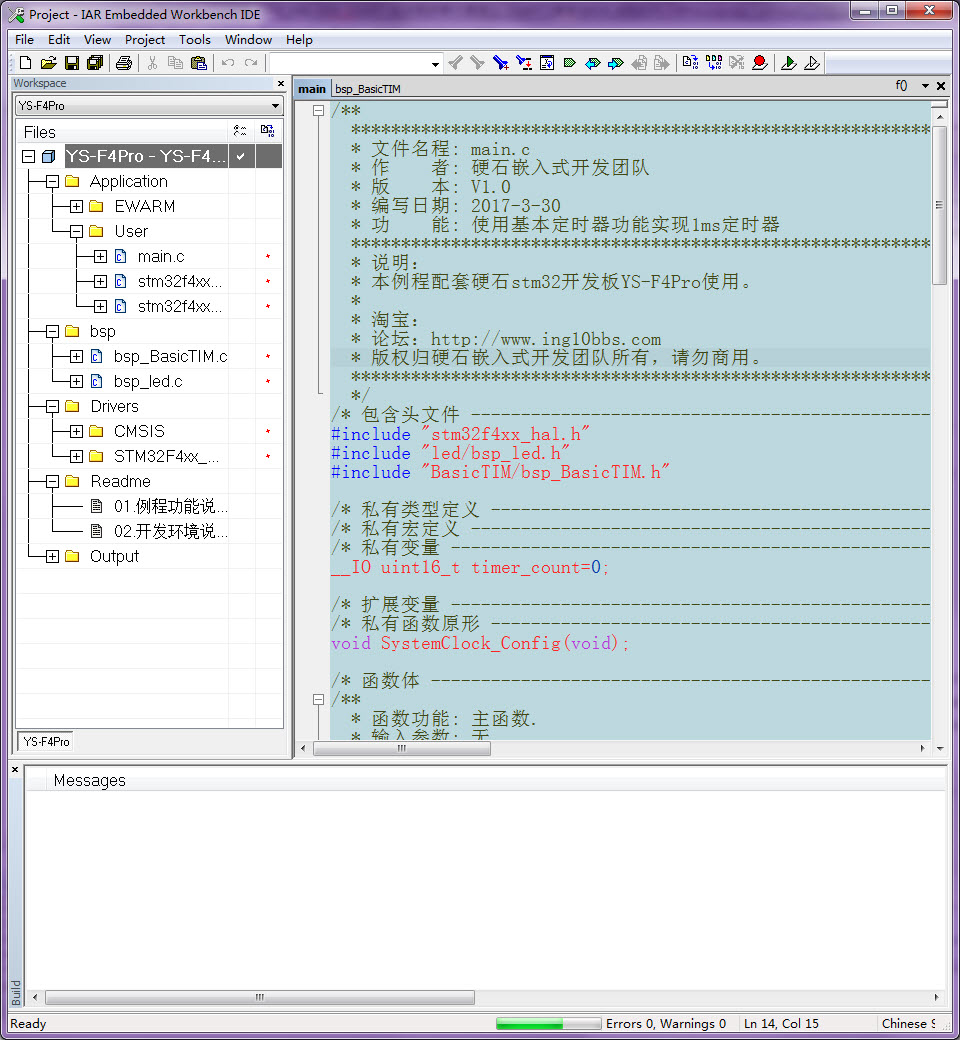 Project - IAR Embedded Workbench IDE
File Edit View Project Tools Window Help
Workspace
YS-F4Pro
Files
YS-F4Pro - YS-F4...
Application
EWARM
User
main.c
stm32f4xx...
stm32f4xx...
bsp
bsp_BasicTIM.c
bsp_led.c
Drivers
CMSIS
STM32F4xx_...
Readme
01.例程功能说...
02.开发环境说...
Output
YS-F4Pro
main bsp_BasicTIM f()
/**
******************************************************************
* 文件名程: main.c
* 作    者: 硬石嵌入式开发团队
* 版    本: V1.0
* 编写日期: 2017-3-30
* 功    能: 使用基本定时器功能实现1ms定时器
******************************************************************
* 说明:
* 本例程配套硬石stm32开发板YS-F4Pro使用。
*
* 淘宝:
* 论坛: http://www.ing10bbs.com
* 版权归硬石嵌入式开发团队所有，请勿商用。
******************************************************************
*/
/* 包含头文件 ----------------------------------------------
#include "stm32f4xx_hal.h"
#include "led/bsp_led.h"
#include "BasicTIM/bsp_BasicTIM.h"
/* 私有类型定义 --------------------------------------------
/* 私有宏定义 ----------------------------------------------
/* 私有变量 ------------------------------------------------
__IO uint16_t timer_count=0;
/* 扩展变量 ------------------------------------------------
/* 私有函数原形 --------------------------------------------
void SystemClock_Config(void);
/* 函数体 --------------------------------------------------
/**
* 函数功能: 主函数.
* 输入参数: 无
Messages
Build
Ready Errors 0, Warnings 0 Ln 14, Col 15 Chinese S